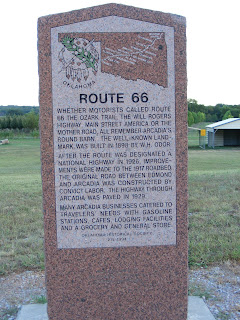 OKLAHOMA
ROUTE 66
WHETHER MOTORISTS CALLED ROUTE
66 THE OZARK TRAIL, THE WILL ROGERS
HIGHWAY, MAIN STREET AMERICA OR THE
MOTHER ROAD, ALL REMEMBER ARCADIA'S
ROUND BARN. THE WELL-KNOWN LAND-
MARK WAS BUILT IN 1898 BY W.H. ODOR.
AFTER THE ROUTE WAS DESIGNATED A
NATIONAL HIGHWAY IN 1926, IMPROVE-
MENTS WERE MADE TO THE 1917 ROADBED.
THE ORIGINAL ROAD BETWEEN EDMOND
AND ARCADIA WAS CONSTRUCTED BY
CONVICT LABOR. THE HIGHWAY THROUGH
ARCADIA WAS PAVED IN 1929.
MANY ARCADIA BUSINESSES CATERED TO
TRAVELERS' NEEDS WITH GASOLINE
STATIONS, CAFES, LODGING FACILITIES
AND A GROCERY AND GENERAL STORE.
OKLAHOMA HISTORICAL SOCIETY